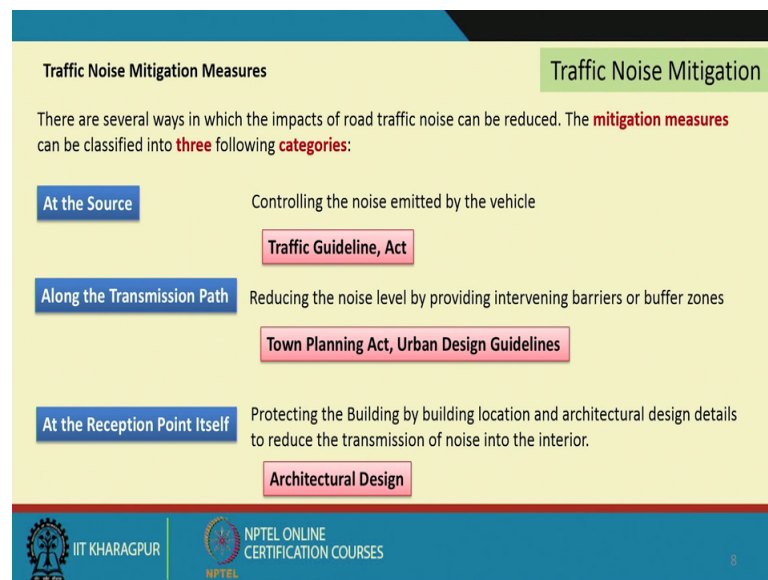 Traffic Noise Mitigation Measures
Traffic Noise Mitigation
There are several ways in which the impacts of road traffic noise can be reduced. The mitigation measures
can be classified into three following categories:
At the Source
Controlling the noise emitted by the vehicle
Traffic Guideline, Act
Along the Transmission Path
Reducing the noise level by providing intervening barriers or buffer zones
Town Planning Act, Urban Design Guidelines
At the Reception Point Itself
Protecting the Building by building location and architectural design details
to reduce the transmission of noise into the interior.
Architectural Design
IIT KHARAGPUR
NPTEL
NPTEL ONLINE
CERTIFICATION COURSES
8